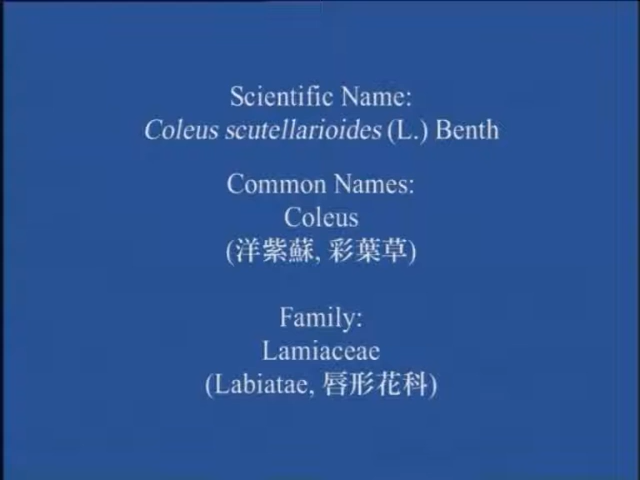 Scientific Name:
Coleus scutellarioides (L.) Benth
Common Names:
Coleus
(洋紫蘇, 彩葉草)
Family:
Lamiaceae
(Labiatae, 唇形花科)